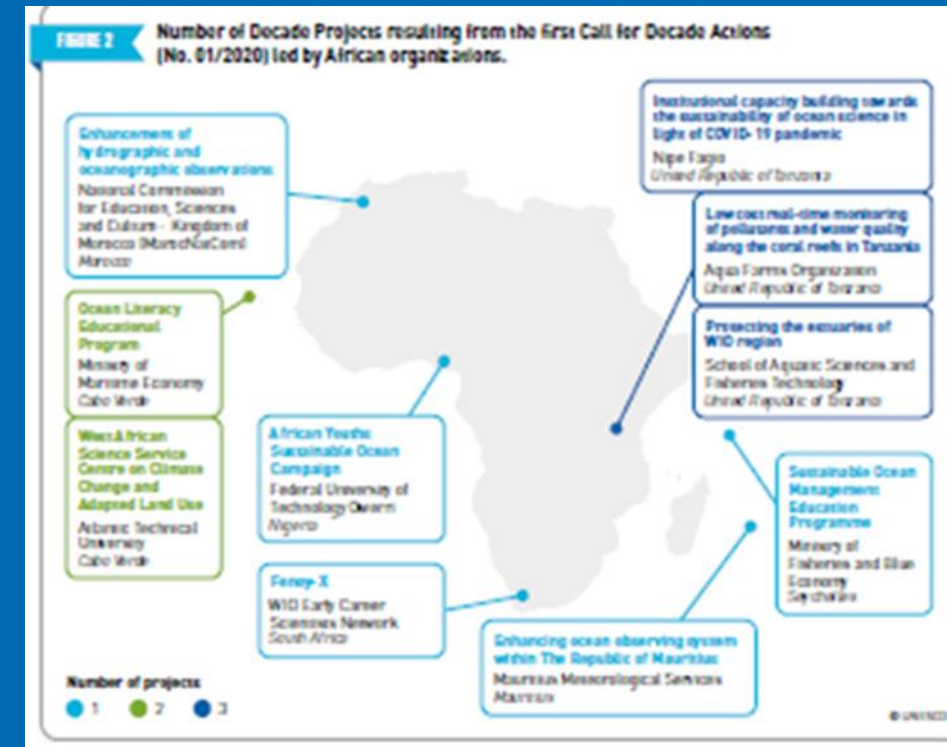 FIGURE 2
Number of Decade Projects resulting from the first Call for Decade Actions
(No. 01/2020) led by African organizations.
Enhancement of
hydrographic and
oceanographic observations
National Commission
for Education, Sciences
and Culture - Kingdom of
Morocco (MarocNatCom)
Morocco
Ocean Literacy
Educational
Program
Ministry of
Maritime Economy
Cabo Verde
West African
Science Service
Centre on Climate
Change and
Adapted Land Use
Atlantic Technical
University
Cabo Verde
African Youths
Sustainable Ocean
Campaign
Federal University of
Technology Owerri
Nigeria
WIO Early Career
Scientists Network
South Africa
Enhancing ocean observing system
within The Republic of Mauritius
Mauritius Meteorological Services
Mauritius
Institutional capacity building towards
the sustainability of ocean science in
light of COVID-19 pandemic
Nipe Fagio
United Republic of Tanzania
Low cost real-time monitoring
of pollutants and water quality
along the coral reefs in Tanzania
Aqua Farms Organization
United Republic of Tanzania
Protecting the estuaries of
WIO region
School of Aquatic Sciences and
Fisheries Technology
United Republic of Tanzania
Sustainable Ocean
Management
Education
Programme
Ministry of
Fisheries and Blue
Economy
Seychelles
Number of projects
1 2 3
© UNESCO